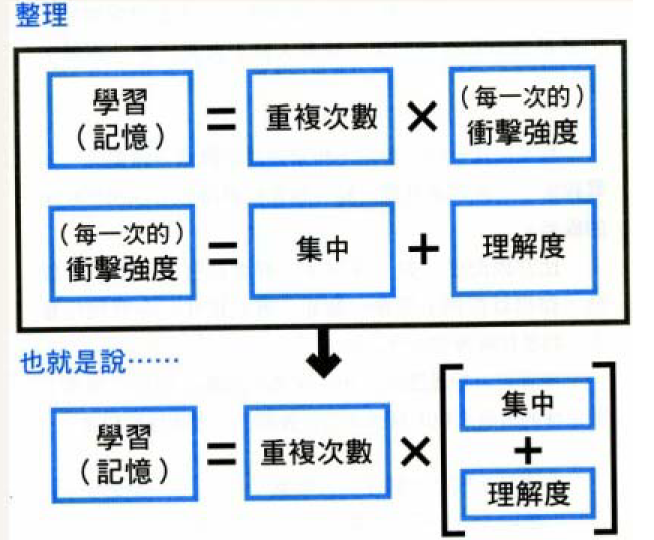 整理
學習
（記憶）
=
重複次數
×
（每一次的）
衝擊強度
（每一次的）
衝擊強度
=
集中
+
理解度
也就是說……
學習
（記憶）
=
重複次數
×
集中
+
理解度